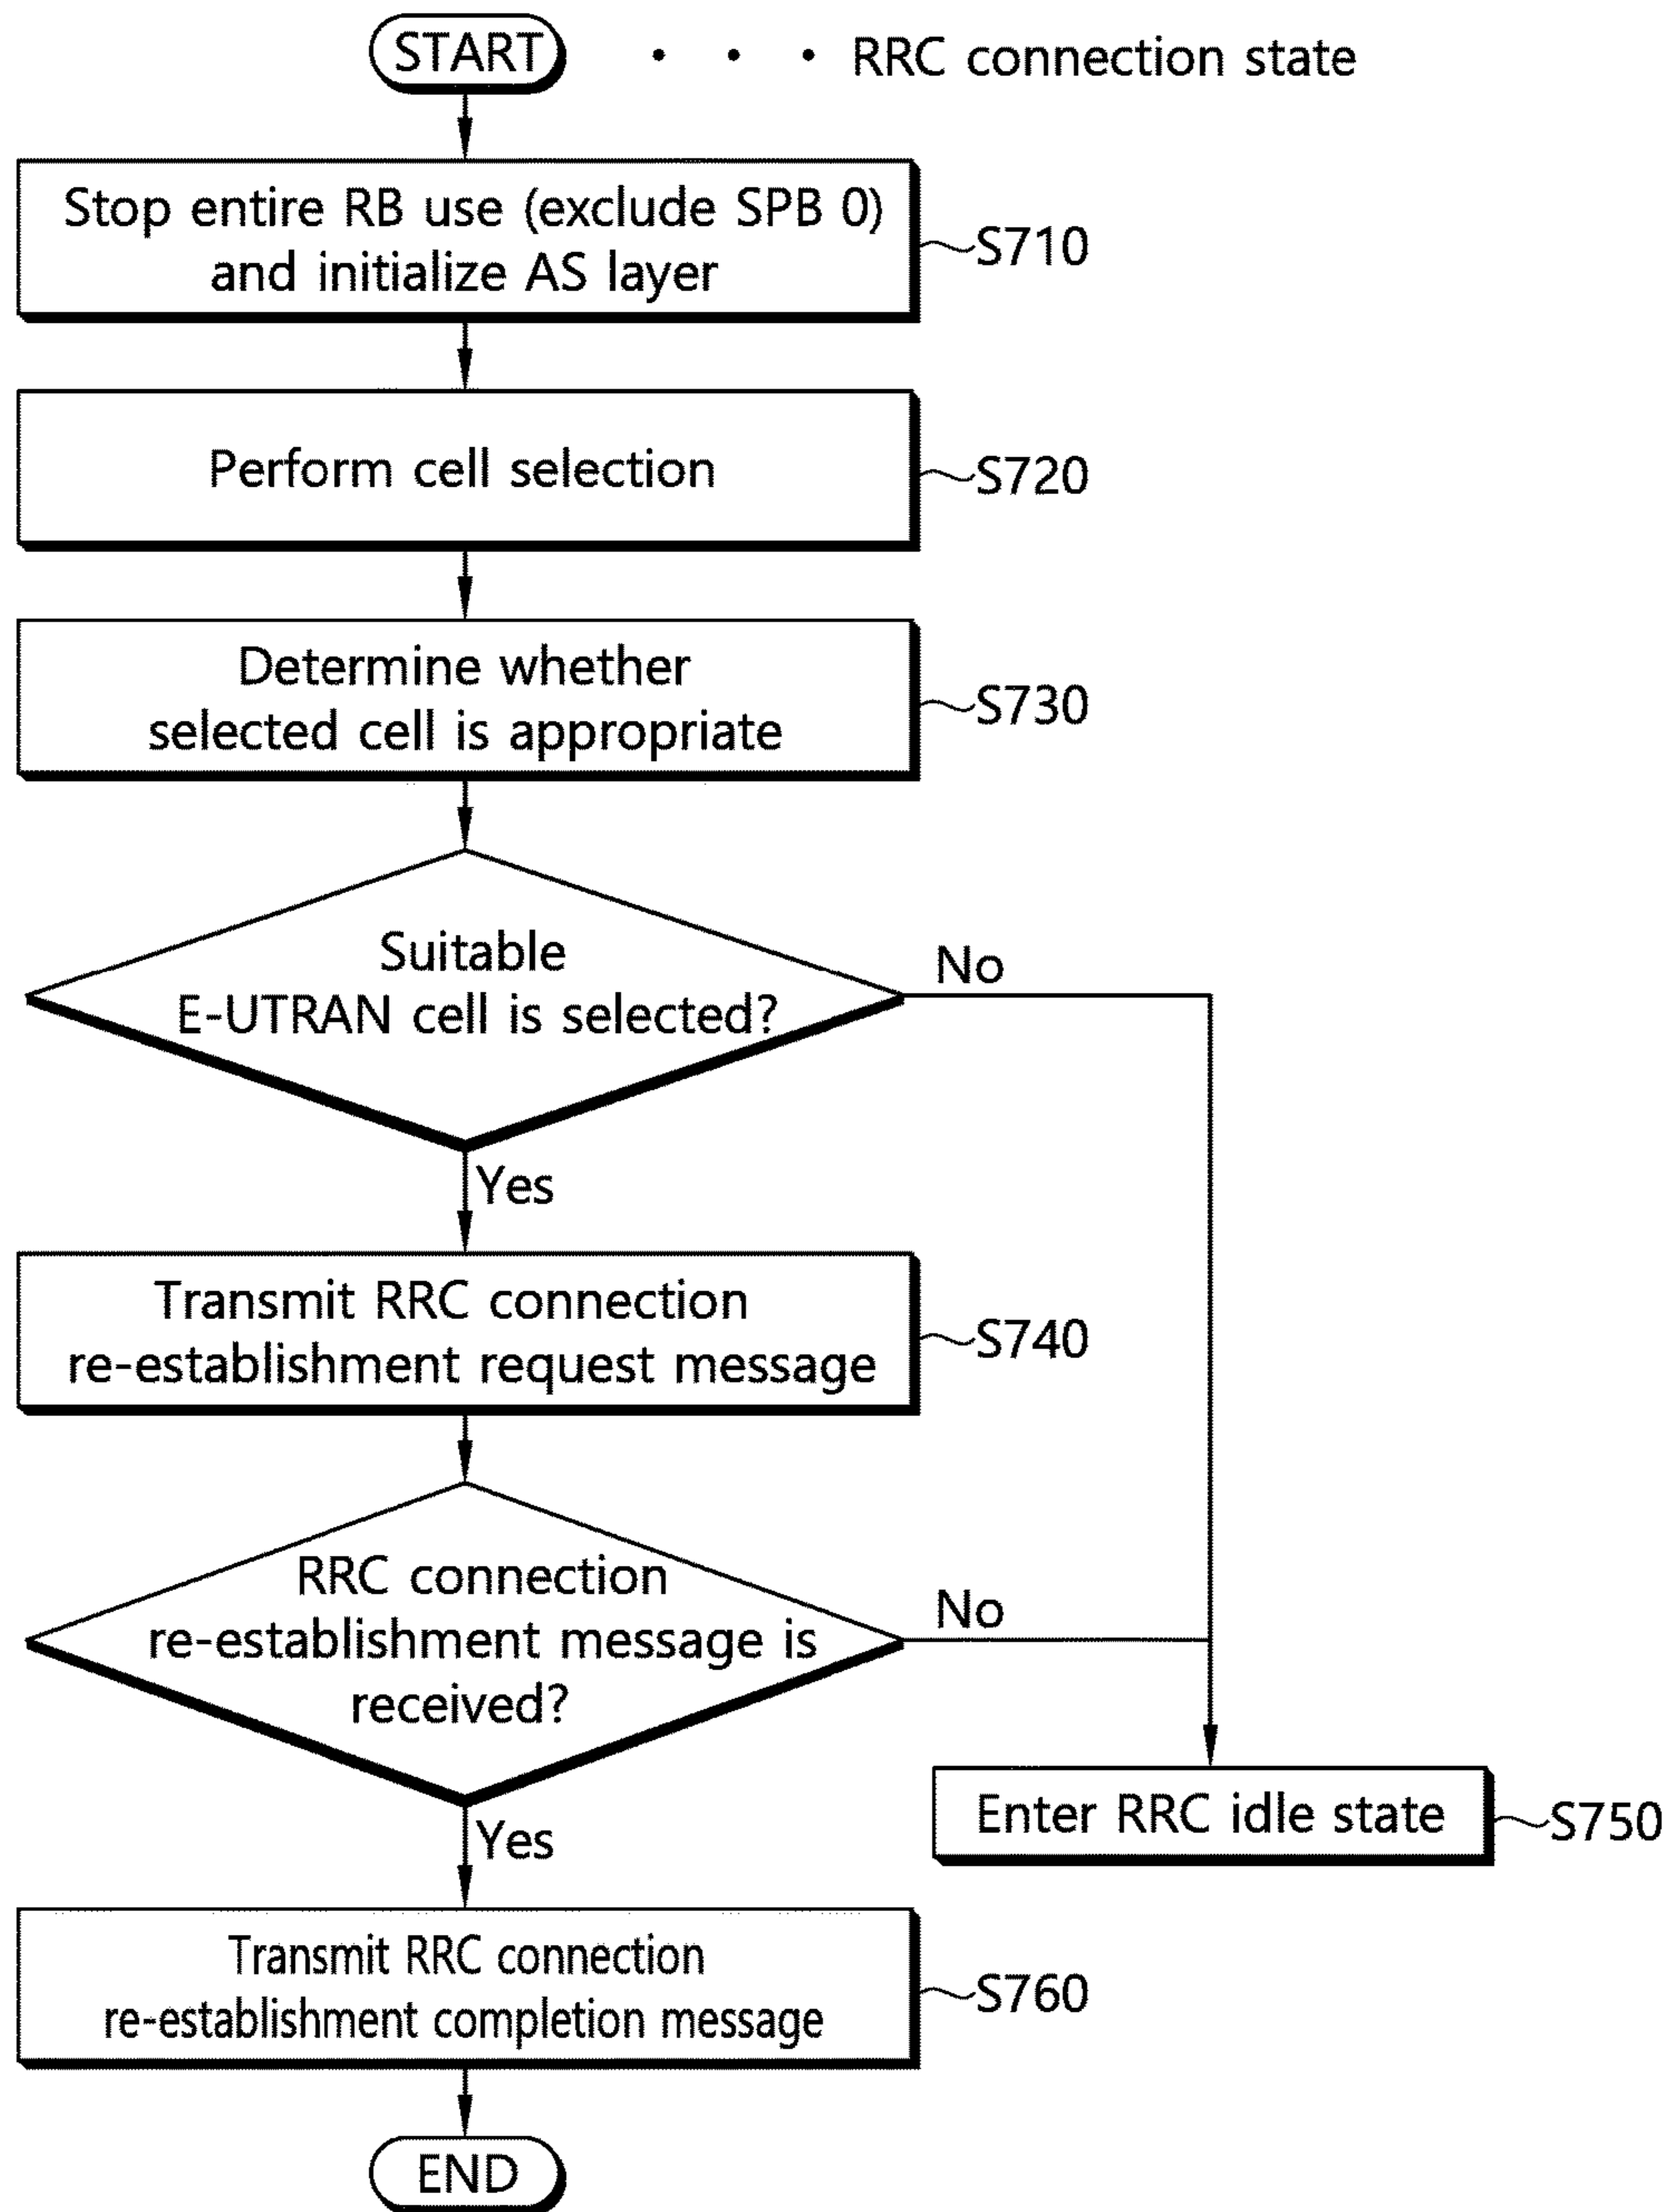 START · · · RRC connection state
Stop entire RB use (exclude SPB 0)
and initialize AS layer
S710
Perform cell selection
S720
Determine whether
selected cell is appropriate
S730
Suitable
E-UTRAN cell is selected?
No
Yes
Transmit RRC connection
re-establishment request message
S740
RRC connection
re-establishment message is
received?
No
Yes
Enter RRC idle state
S750
Transmit RRC connection
re-establishment completion message
S760
END